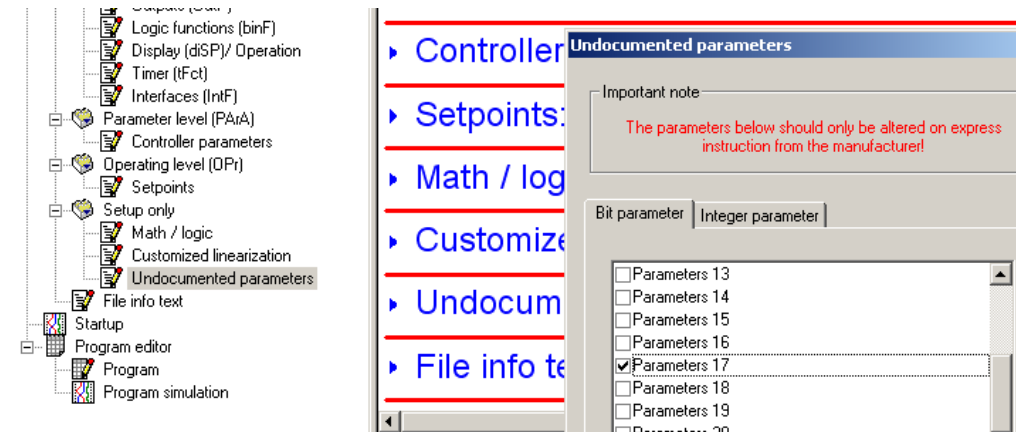 Logic functions (binF)
Display (diSP)/ Operation
Timer (tFct)
Interfaces (IntF)
Parameter level (PArA)
Controller parameters
Operating level (OPr)
Setpoints
Setup only
Math / logic
Customized linearization
Undocumented parameters
File info text
Startup
Program editor
Program
Program simulation
Controller
Setpoints:
Math / log
Customize
Undocum
File info te
Undocumented parameters
Important note
The parameters below should only be altered on express
instruction from the manufacturer!
Bit parameter
Integer parameter
Parameters 13
Parameters 14
Parameters 15
Parameters 16
Parameters 17
Parameters 18
Parameters 19